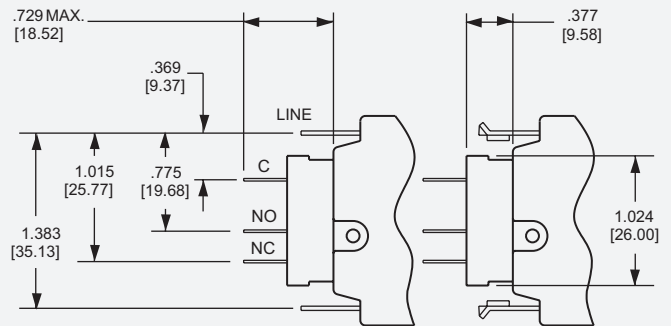 .729 MAX.
[18.52]
.377
[9.58]
.369
[9.37]
LINE
1.015
[25.77]
.775
[19.68]
C
NO
NC
1.383
[35.13]
1.024
[26.00]